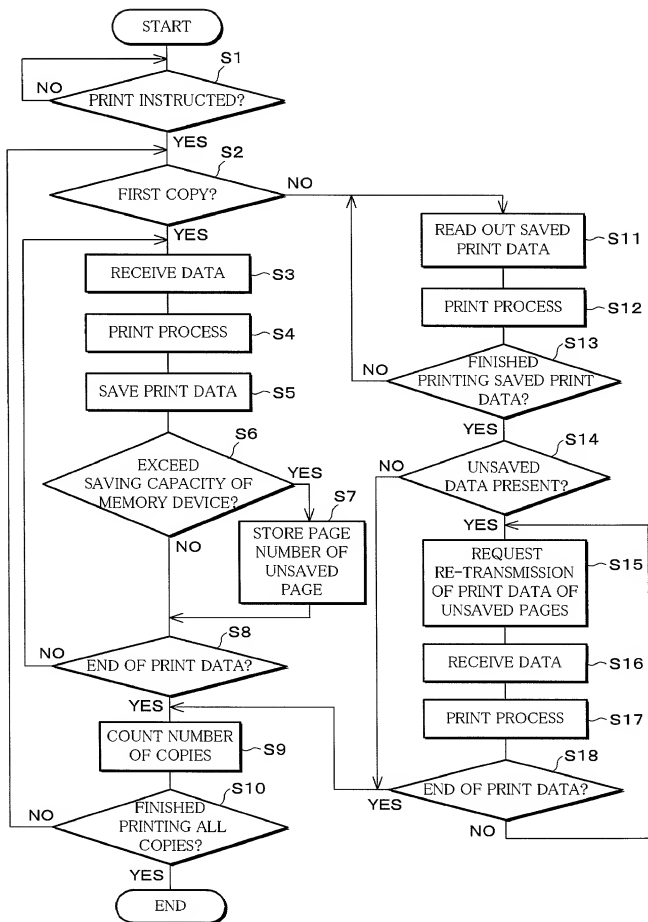 START
S1
NO
PRINT INSTRUCTED?
YES
S2
FIRST COPY?
NO
YES
RECEIVE DATA
S3
PRINT PROCESS
S4
SAVE PRINT DATA
S5
S6
EXCEED
SAVING CAPACITY OF
MEMORY DEVICE?
YES
NO
S7
STORE PAGE
NUMBER OF
UNSAVED
PAGE
S8
NO
END OF PRINT DATA?
YES
COUNT NUMBER
OF COPIES
S9
S10
NO
FINISHED
PRINTING ALL
COPIES?
YES
END
READ OUT SAVED
PRINT DATA
S11
PRINT PROCESS
S12
S13
NO
FINISHED
PRINTING SAVED PRINT
DATA?
YES
S14
NO
UNSAVED
DATA PRESENT?
YES
REQUEST
RE-TRANSMISSION
OF PRINT DATA OF
UNSAVED PAGES
S15
RECEIVE DATA
S16
PRINT PROCESS
S17
S18
END OF PRINT DATA?
YES
NO